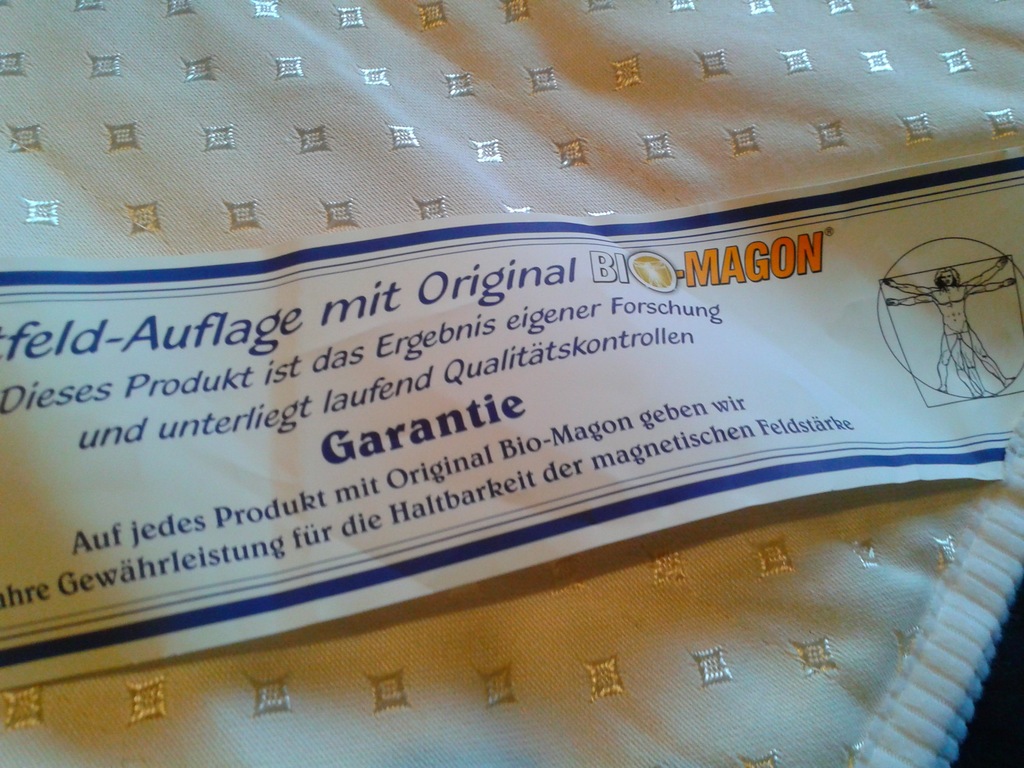 tfeld-Auflage mit Original BIO-MAGON®
Dieses Produkt ist das Ergebnis eigener Forschung
und unterliegt laufend Qualitätskontrollen
Garantie
Auf jedes Produkt mit Original Bio-Magon geben wir
ahre Gewährleistung für die Haltbarkeit der magnetischen Feldstärke